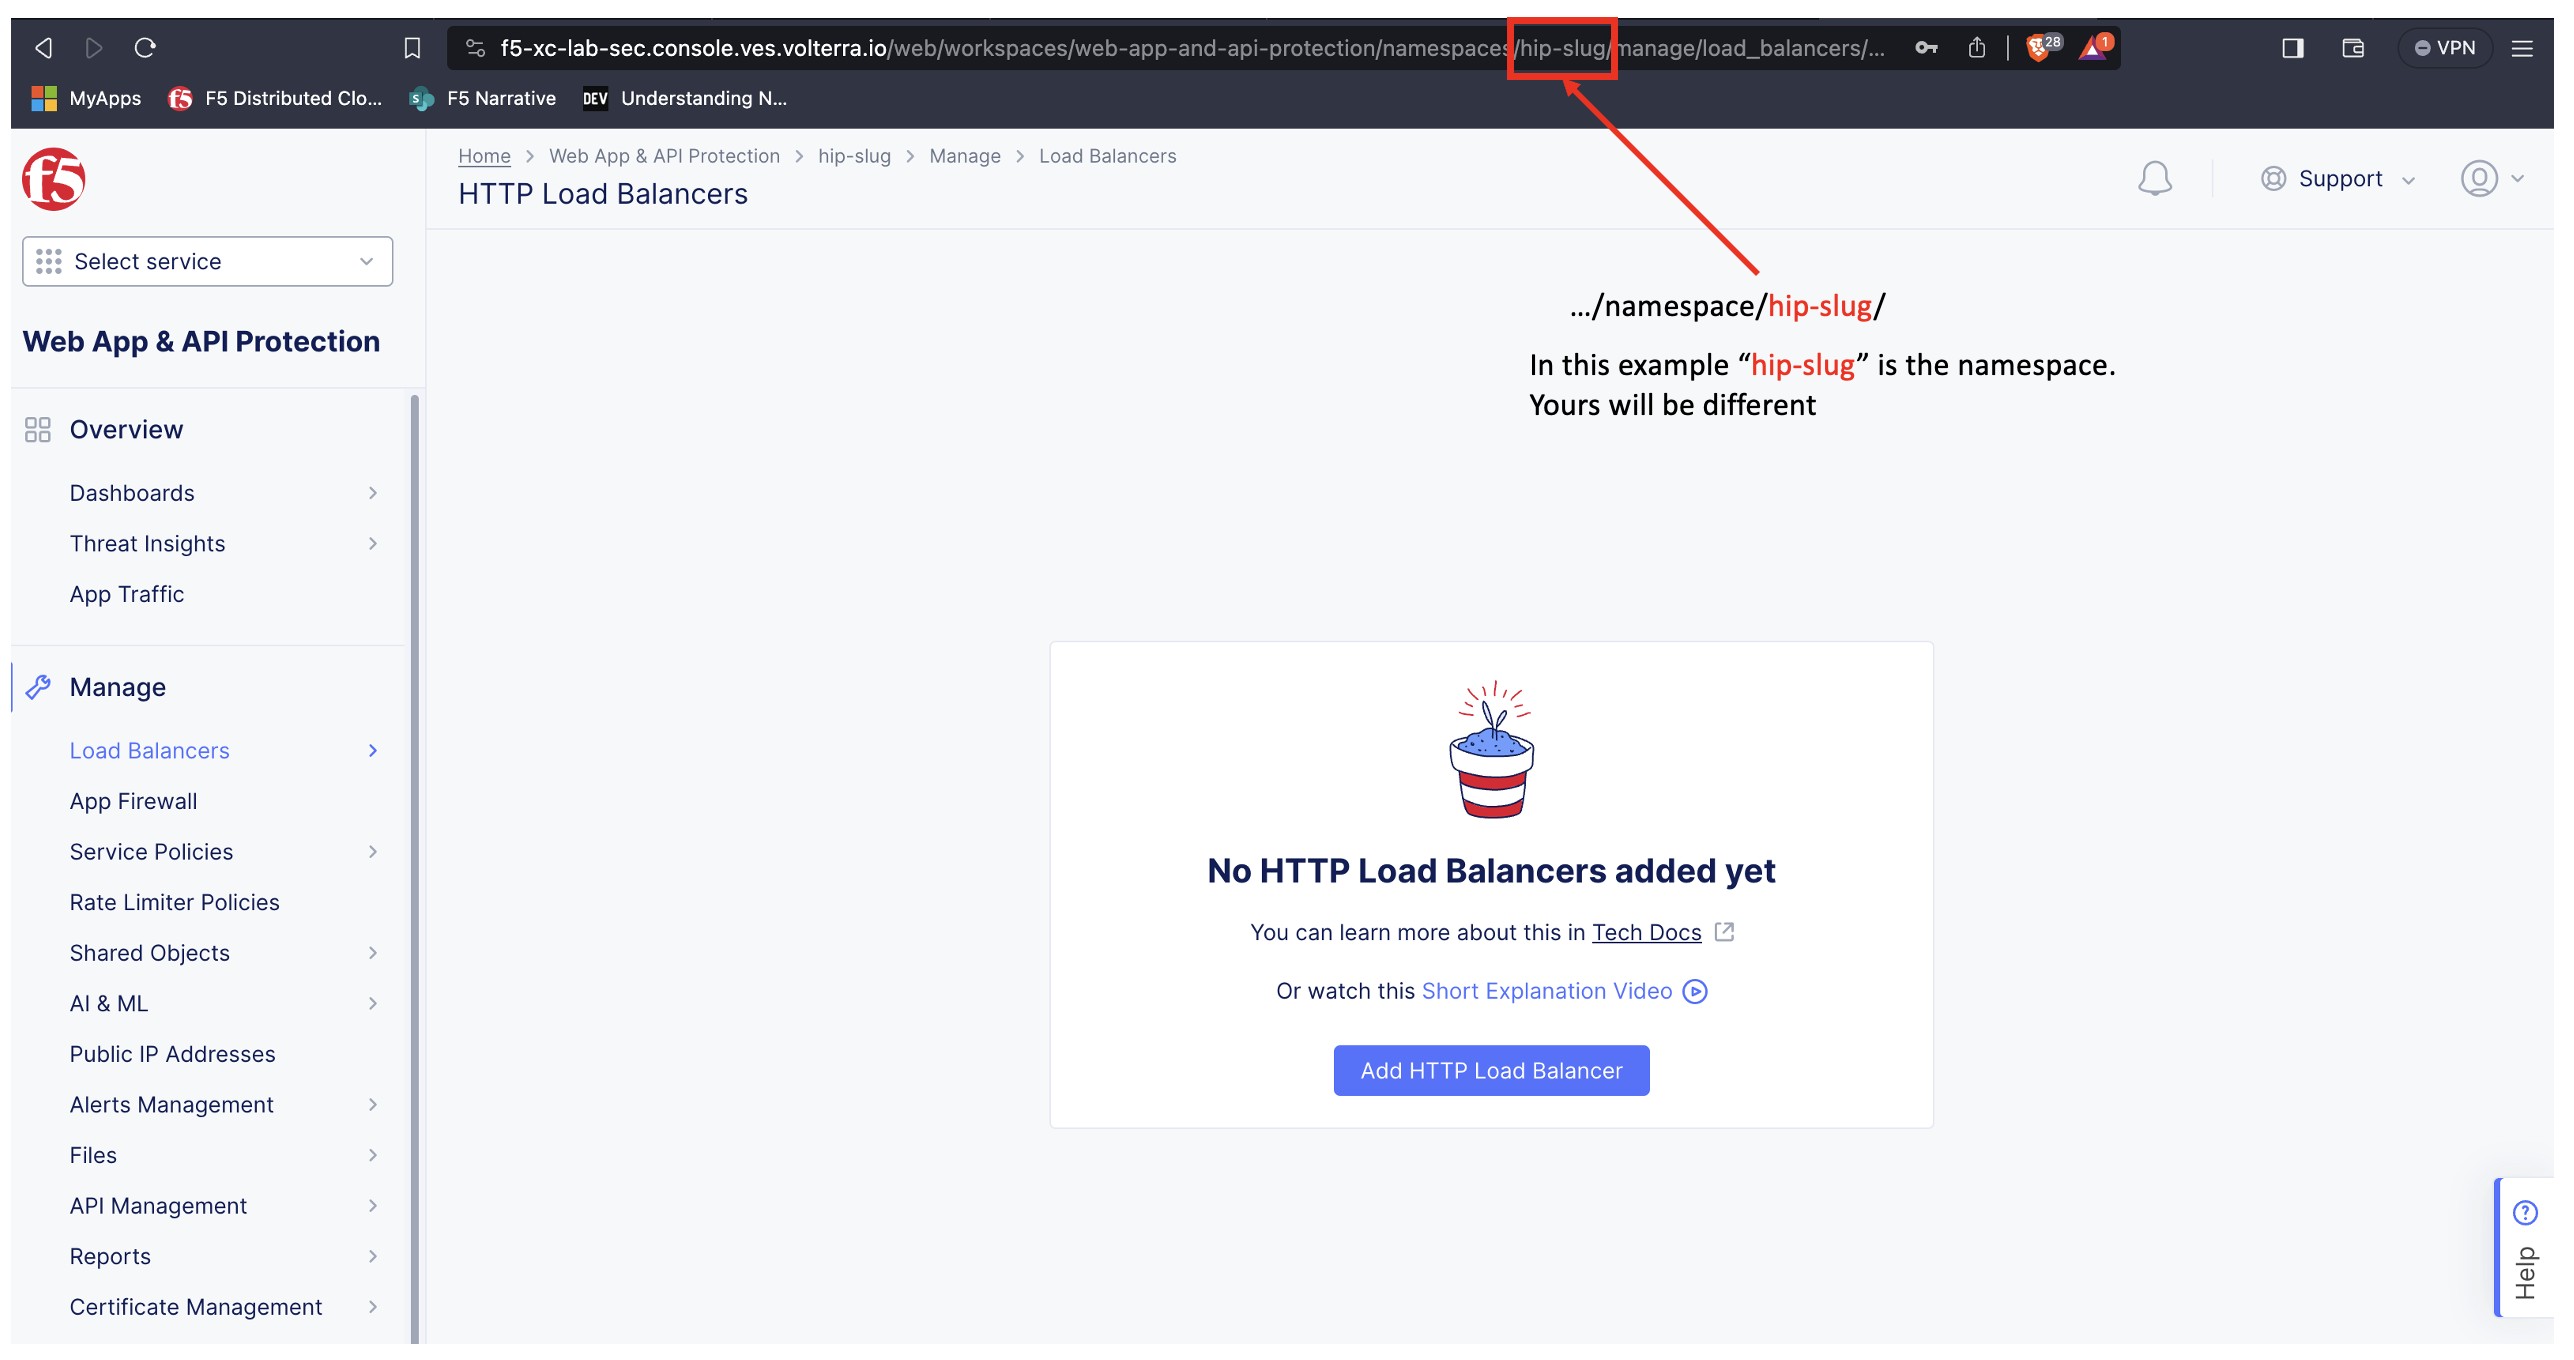 f5-xc-lab-sec.console.ves.volterra.io/web/workspaces/web-app-and-api-protection/namespaces/hip-slug/manage/load_balancers/...
28
1
VPN
MyApps
F5 Distributed Clo...
F5 Narrative
DEV Understanding N...
f5
Home > Web App & API Protection > hip-slug > Manage > Load Balancers
HTTP Load Balancers
Support
Select service
.../namespace/hip-slug/
In this example “hip-slug” is the namespace.
Yours will be different
Web App & API Protection
Overview
Dashboards
Threat Insights
App Traffic
Manage
Load Balancers
App Firewall
Service Policies
Rate Limiter Policies
Shared Objects
AI & ML
Public IP Addresses
Alerts Management
Files
API Management
Reports
Certificate Management
No HTTP Load Balancers added yet
You can learn more about this in Tech Docs
Or watch this Short Explanation Video
Add HTTP Load Balancer
Help